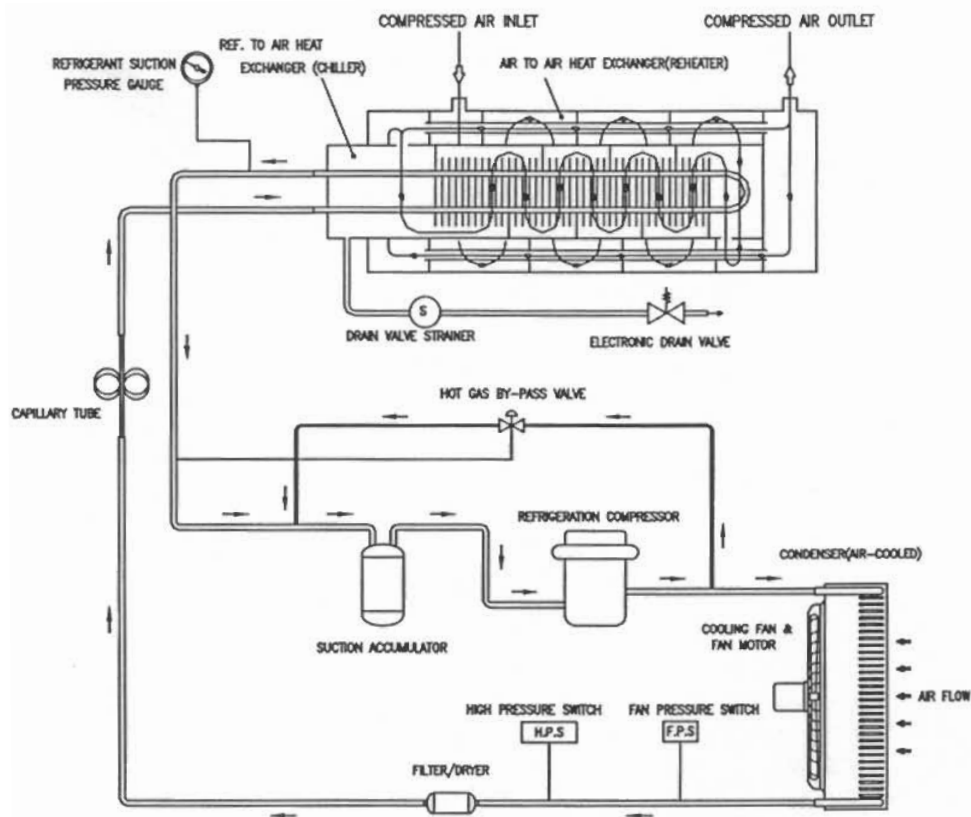 COMPRESSED AIR INLET
COMPRESSED AIR OUTLET
REF. TO AIR HEAT
EXCHANGER (CHILLER)
REFRIGERANT SUCTION
PRESSURE GAUGE
AIR TO AIR HEAT EXCHANGER(REHEATER)
S
DRAIN VALVE STRAINER
ELECTRONIC DRAIN VALVE
CAPILLARY TUBE
HOT GAS BY-PASS VALVE
REFRIGERATION COMPRESSOR
CONDENSER(AIR-COOLED)
SUCTION ACCUMULATOR
COOLING FAN &
FAN MOTOR
AIR FLOW
HIGH PRESSURE SWITCH
FAN PRESSURE SWITCH
H.P.S
F.P.S
FILTER/DRYER